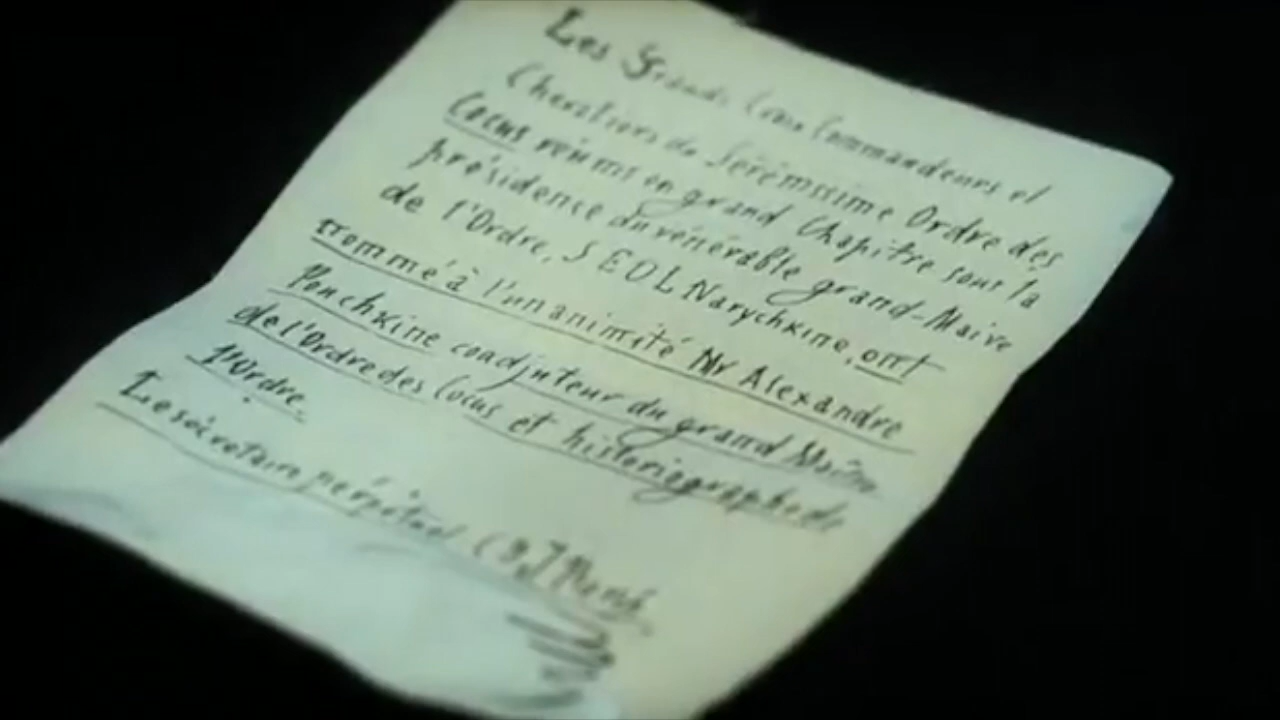 Les Grands Croix Commandeurs et
Chevaliers du Sérénissime Ordre des
Cocus réunis en grand Chapitre sous la
présidence du vénérable grand-Maive
de l'Ordre, S E D L Narychkine, ont
nommé à l'unanimité Mr Alexandre
Pouchkine coadjuteur du grand Maître
de l'Ordre des Cocus et historiographe de
l'Ordre.
Le sécretair perpétuel